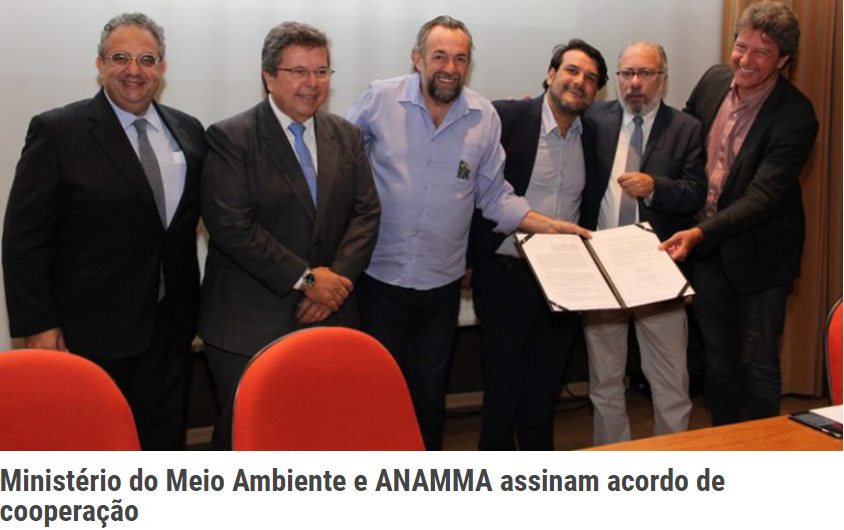 Ministério do Meio Ambiente e ANAMMA assinam acordo de
cooperação